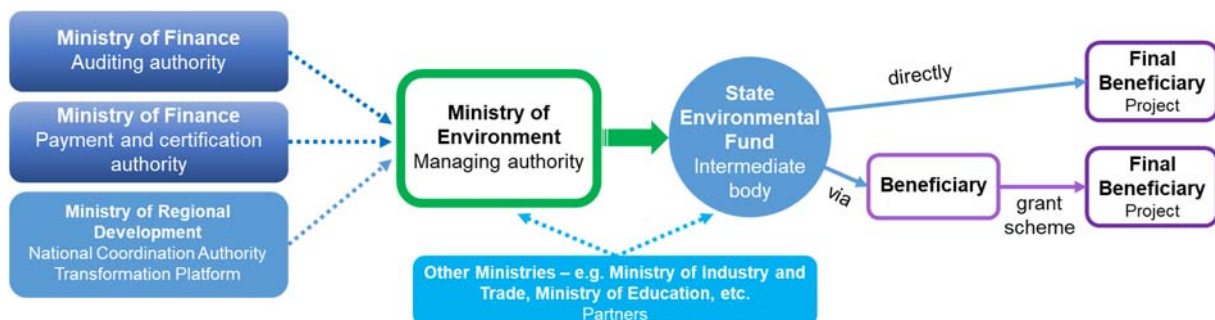 Ministry of Finance
Auditing authority
Ministry of Finance
Payment and certification
authority
Ministry of Regional
Development
National Coordination Authority
Transformation Platform
Ministry of
Environment
Managing authority
State
Environmental
Fund
Intermediate
body
directly
Final
Beneficiary
Project
via
Beneficiary
grant
scheme
Final
Beneficiary
Project
Other Ministries – e.g. Ministry of Industry and
Trade, Ministry of Education, etc.
Partners